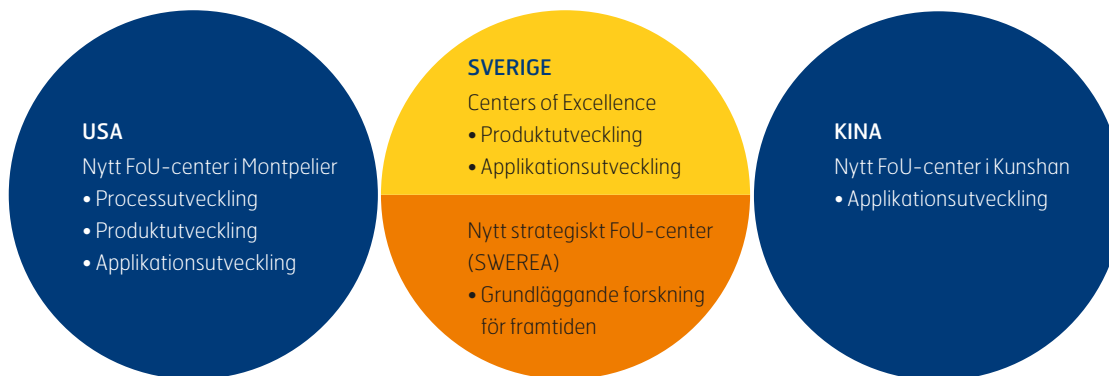 USA
Nytt FoU-center i Montpelier
• Processutveckling
• Produktutveckling
• Applikationsutveckling
SVERIGE
Centers of Excellence
• Produktutveckling
• Applikationsutveckling
Nytt strategiskt FoU-center
(SWEREA)
• Grundläggande forskning
för framtiden
KINA
Nytt FoU-center i Kunshan
• Applikationsutveckling